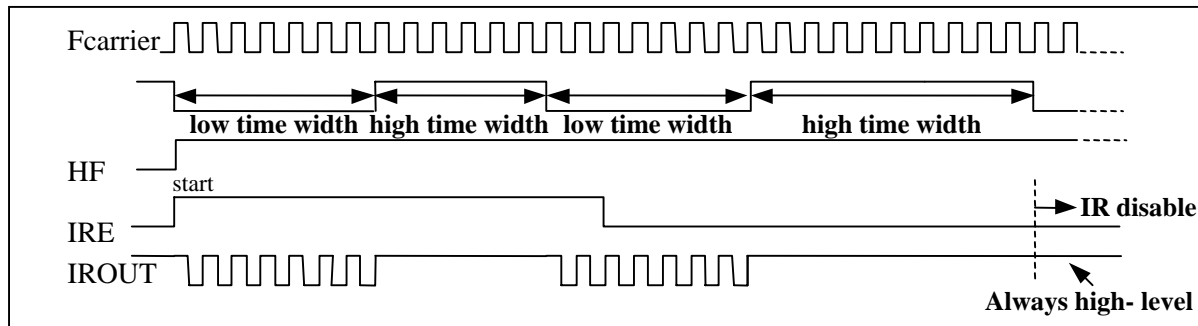 Fcarrier
low time width high time width low time width high time width
HF
start
IRE
IR disable
IROUT
Always high- level